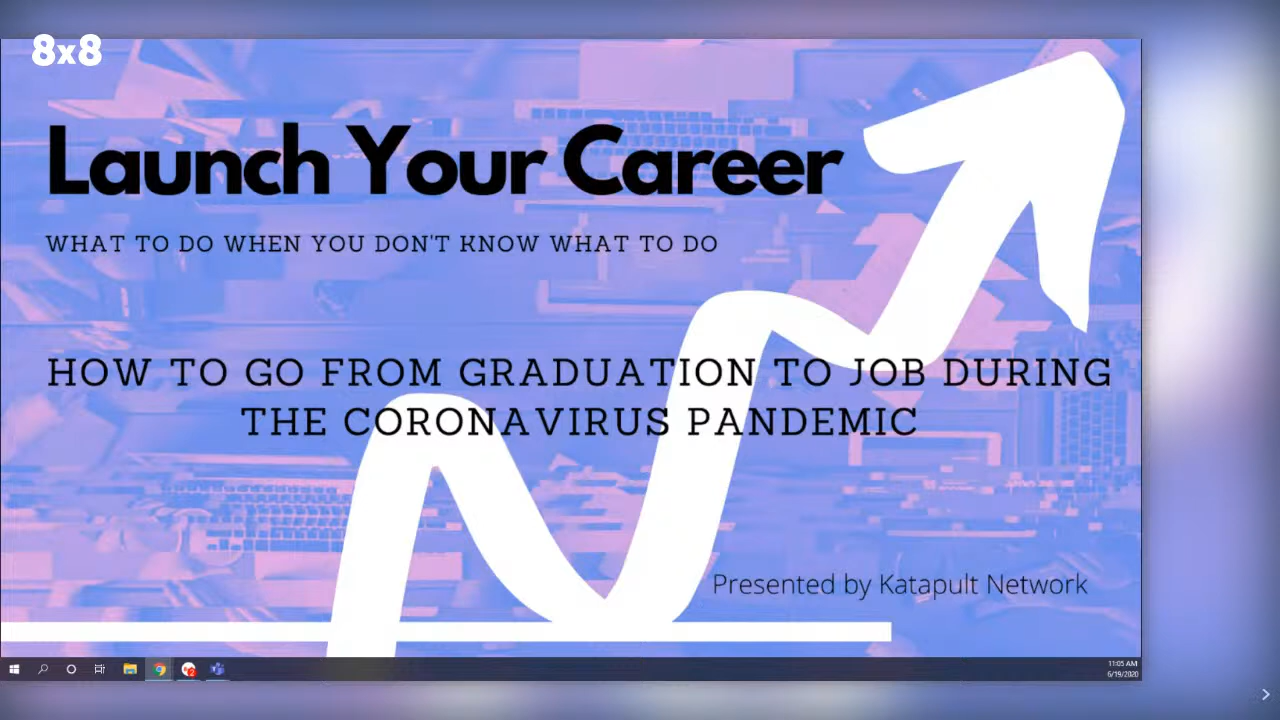 8x8
Launch Your Career
WHAT TO DO WHEN YOU DON'T KNOW WHAT TO DO
HOW TO GO FROM GRADUATION TO JOB DURING
THE CORONAVIRUS PANDEMIC
Presented by Katapult Network
11:05 AM
6/19/2020